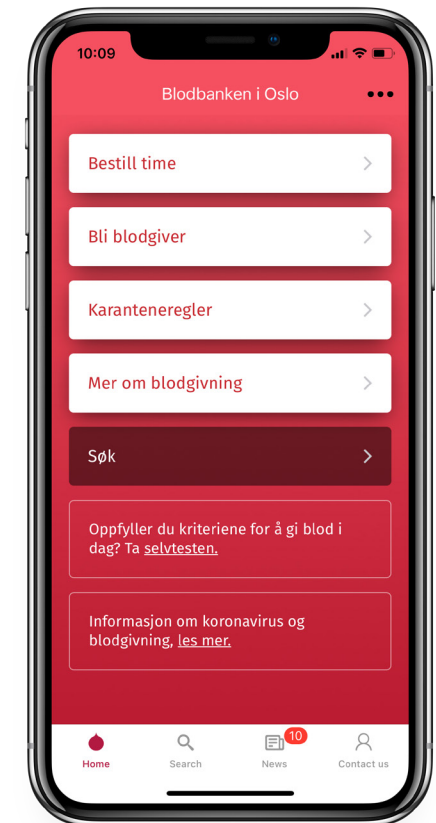 10:09
Blodbanken i Oslo
Bestill time
Bli blodgiver
Karanteneregler
Mer om blodgivning
Søk
Oppfyller du kriteriene for å gi blod i
dag? Ta selvtesten.
Informasjon om koronavirus og
blodgivning, les mer.
10
Home
Search
News
Contact us